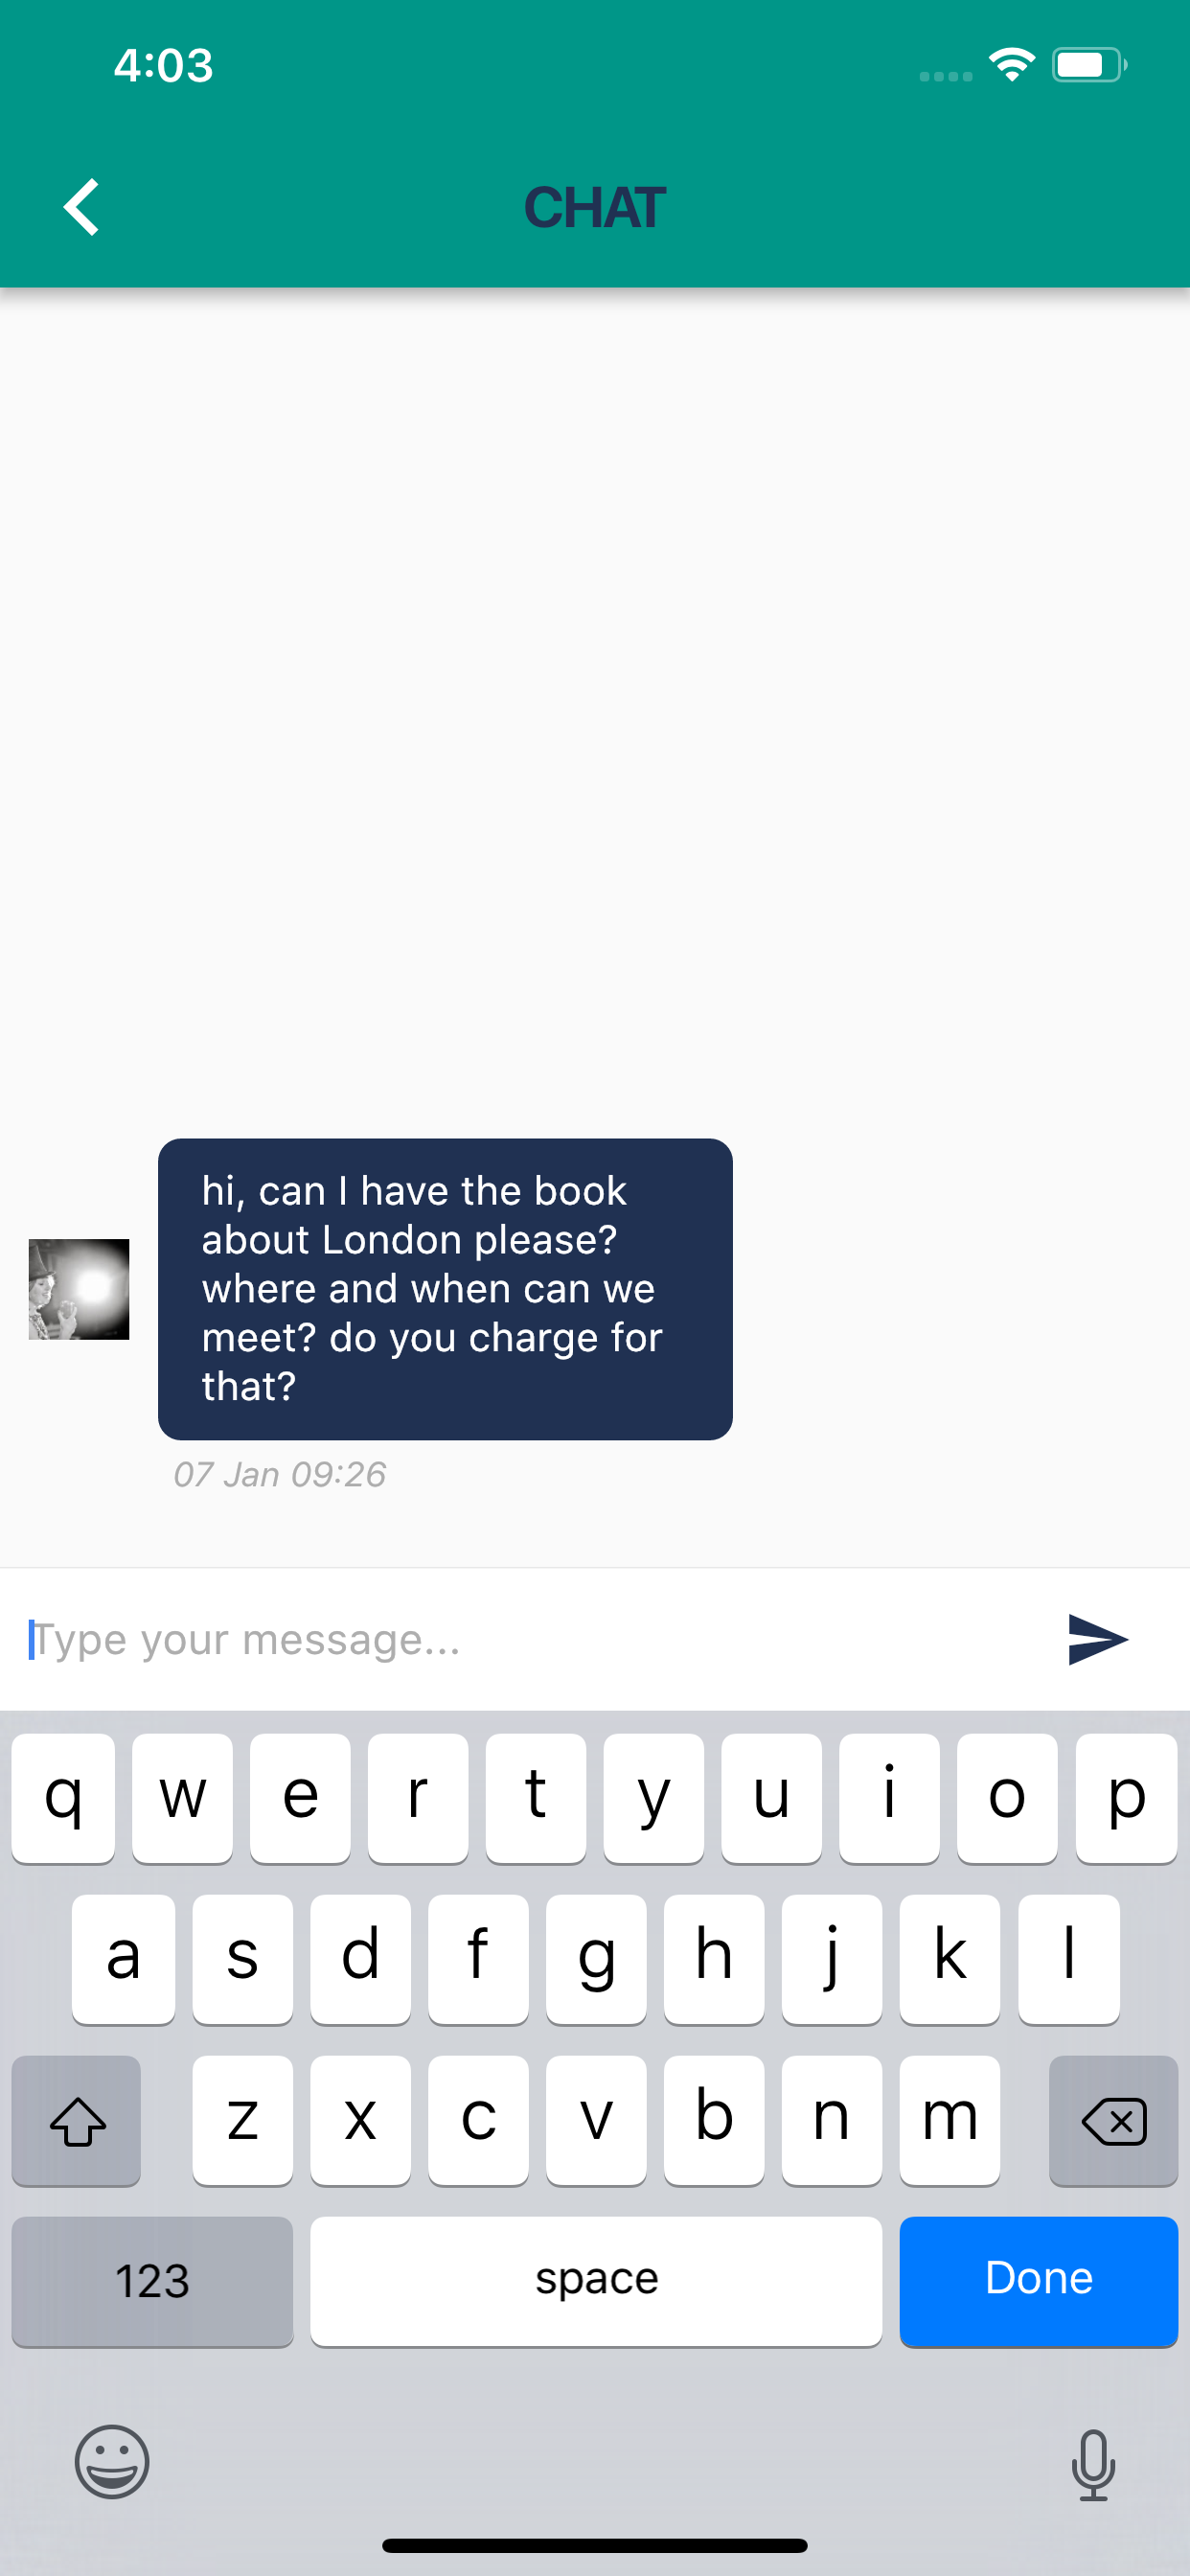 4:03
CHAT
hi, can I have the book
about London please?
where and when can we
meet? do you charge for
that?
07 Jan 09:26
Type your message...
q w e r t y u i o p
a s d f g h j k l
z x c v b n m
123 space Done